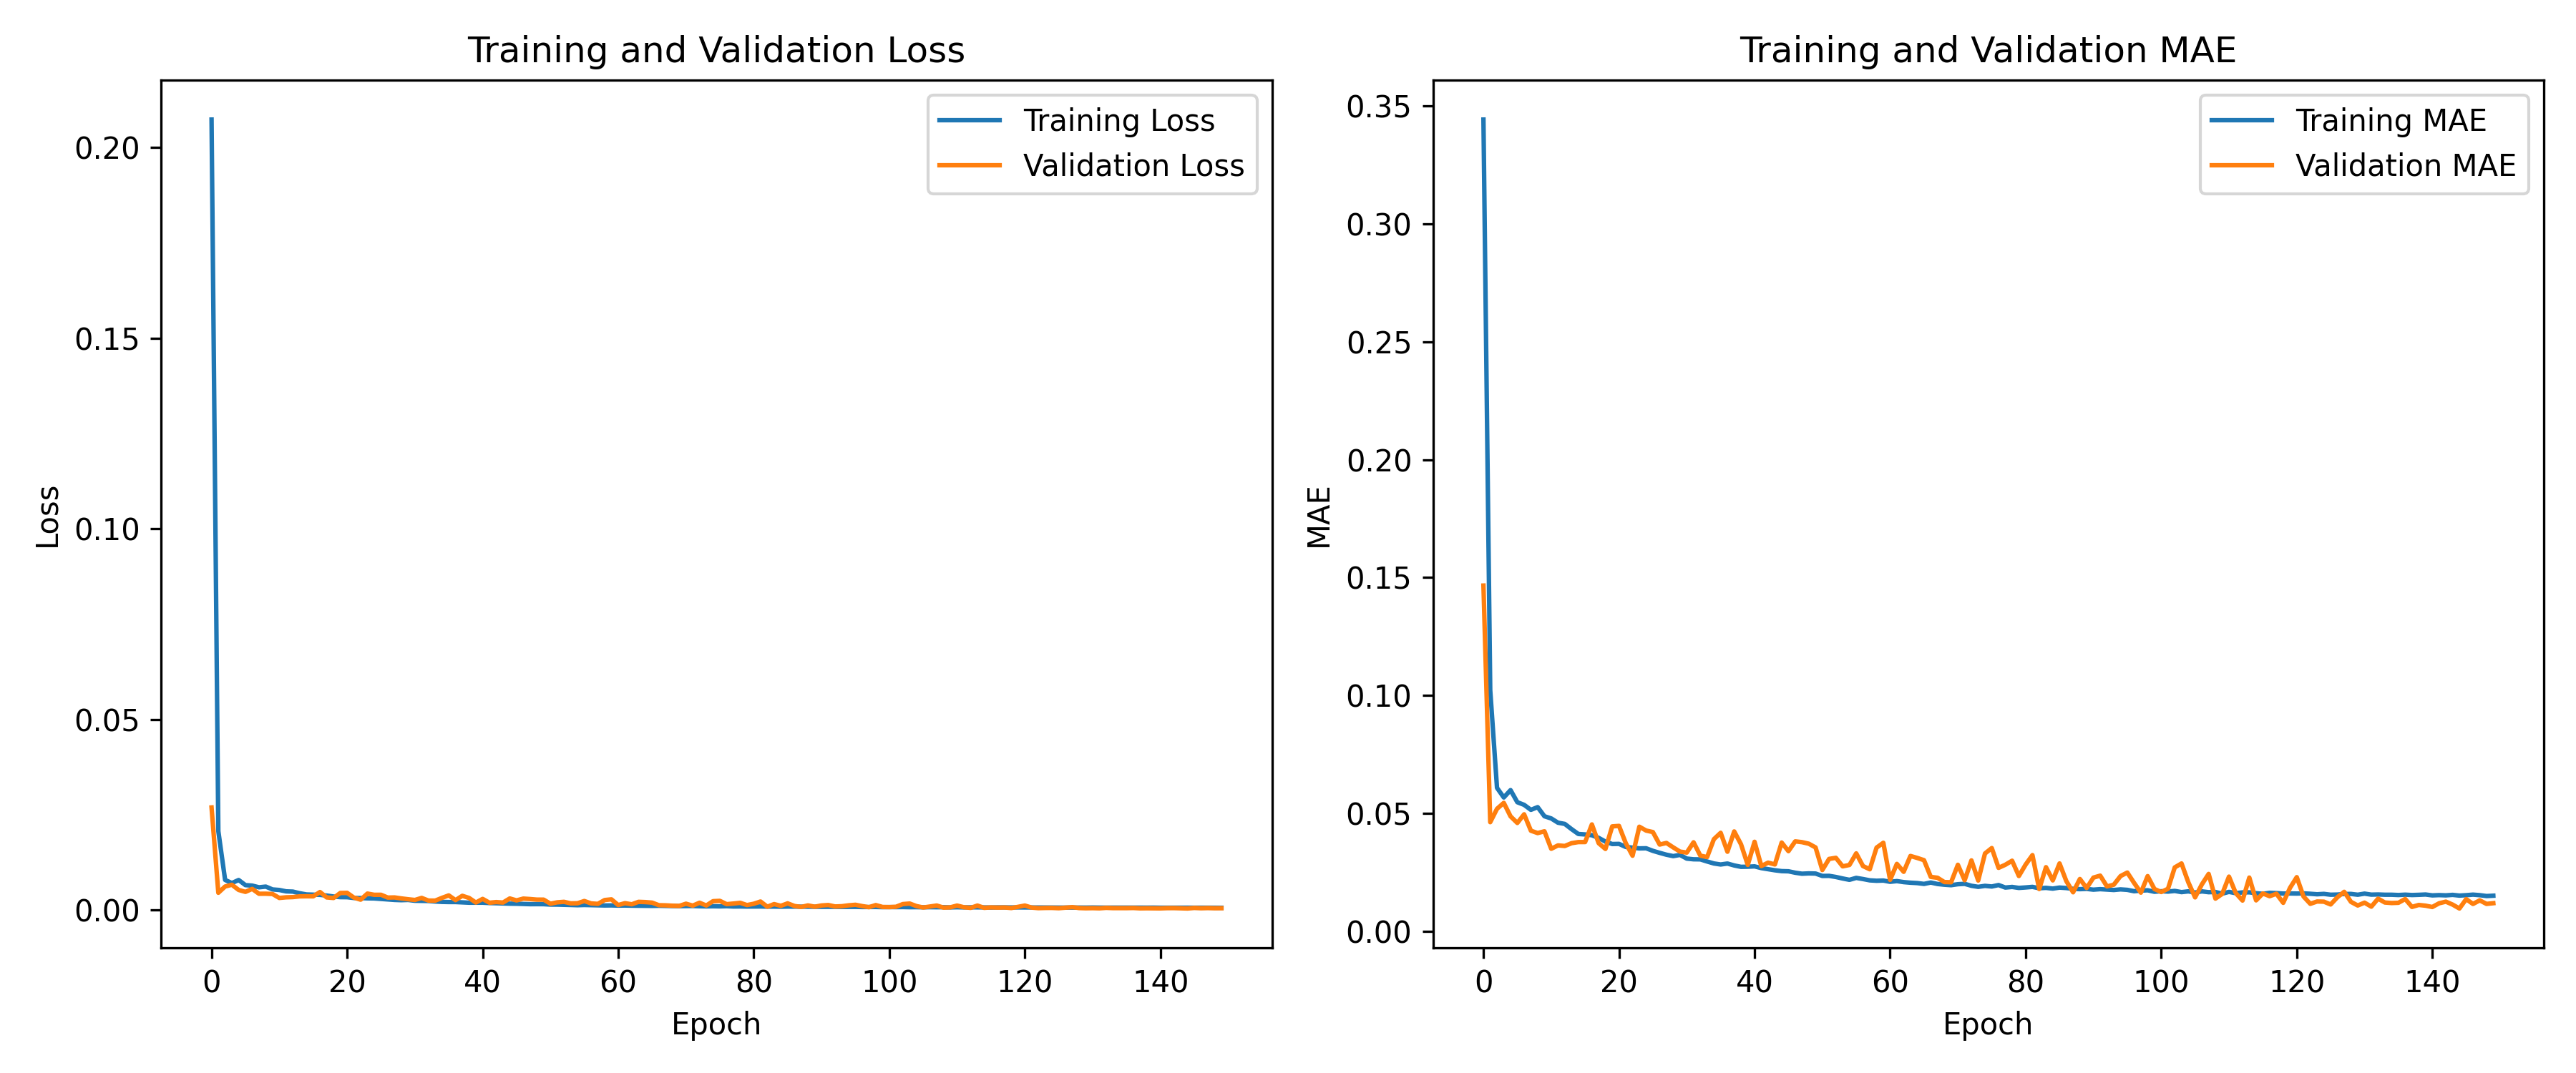 Training and Validation Loss
Training Loss
Validation Loss
0.20
0.15
0.10
0.05
0.00
Loss
0 20 40 60 80 100 120 140
Epoch
Training and Validation MAE
Training MAE
Validation MAE
0.35
0.30
0.25
0.20
0.15
0.10
0.05
0.00
MAE
0 20 40 60 80 100 120 140
Epoch